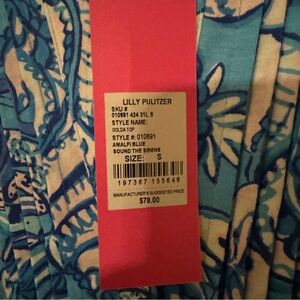 LILLY PULITZER
SKU #
010691 424 31L S
STYLE NAME:
GOLDA TOP
STYLE #: 010691
AMALFI BLUE
SOUND THE SIRENS
SIZE: S
197367 155648
MANUFACTURER'S SUGGESTED PRICE
$78.00